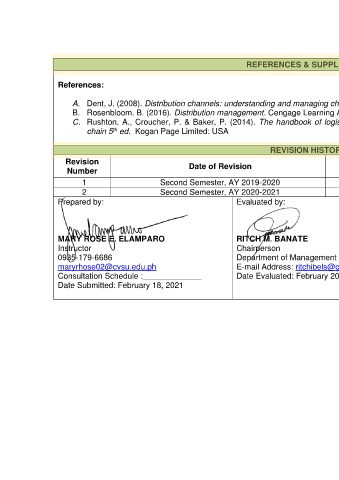 REFERENCES & SUPPL
References:
A. Dent, J. (2008). Distribution channels: understanding and managing ch
B. Rosenbloom, B. (2016). Distribution management. Cengage Learning
C. Rushton, A., Croucher, P. & Baker, P. (2014). The handbook of logis
chain 5th ed. Kogan Page Limited: USA
REVISION HISTOR
Revision Number Date of Revision
1 Second Semester, AY 2019-2020
2 Second Semester, AY 2020-2021
Prepared by: Evaluated by:
MARY ROSE E. ELAMPARO RITCH M. BANATE
Instructor Chairperson
0935-179-6686 Department of Management
maryrose02@cvsu.edu.ph E-mail Address: ritchibels@g
Consultation Schedule :_______________ Date Evaluated: February 20
Date Submitted: February 18, 2021